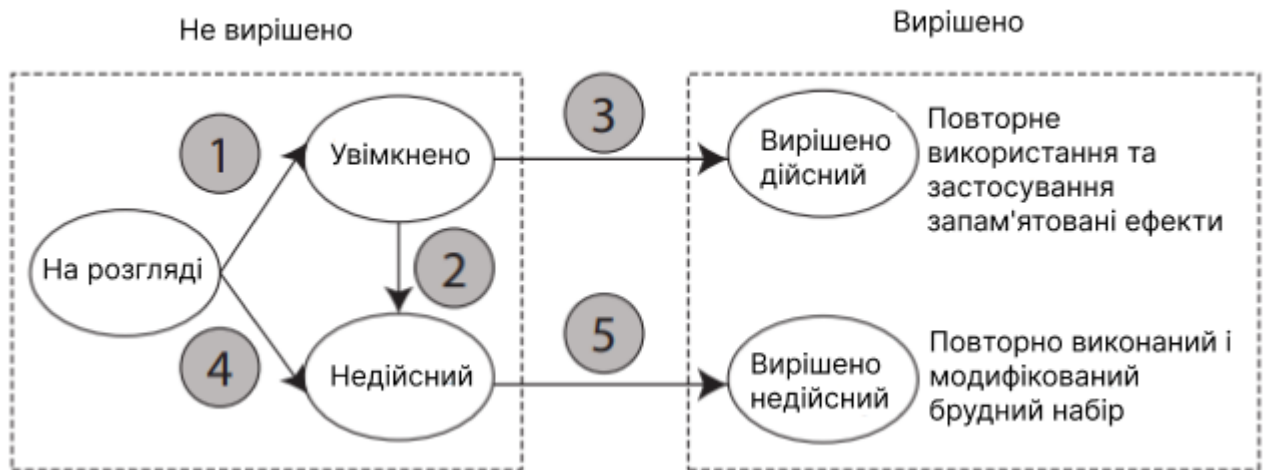 Не вирішено
Вирішено
1
Увімкнено
3
Вирішено
дійсний
Повторне
використання та
застосування
запам'ятовані ефекти
На розгляді
2
4
Недійсний
5
Вирішено
недійсний
Повторно виконаний і
модифікований
брудний набір